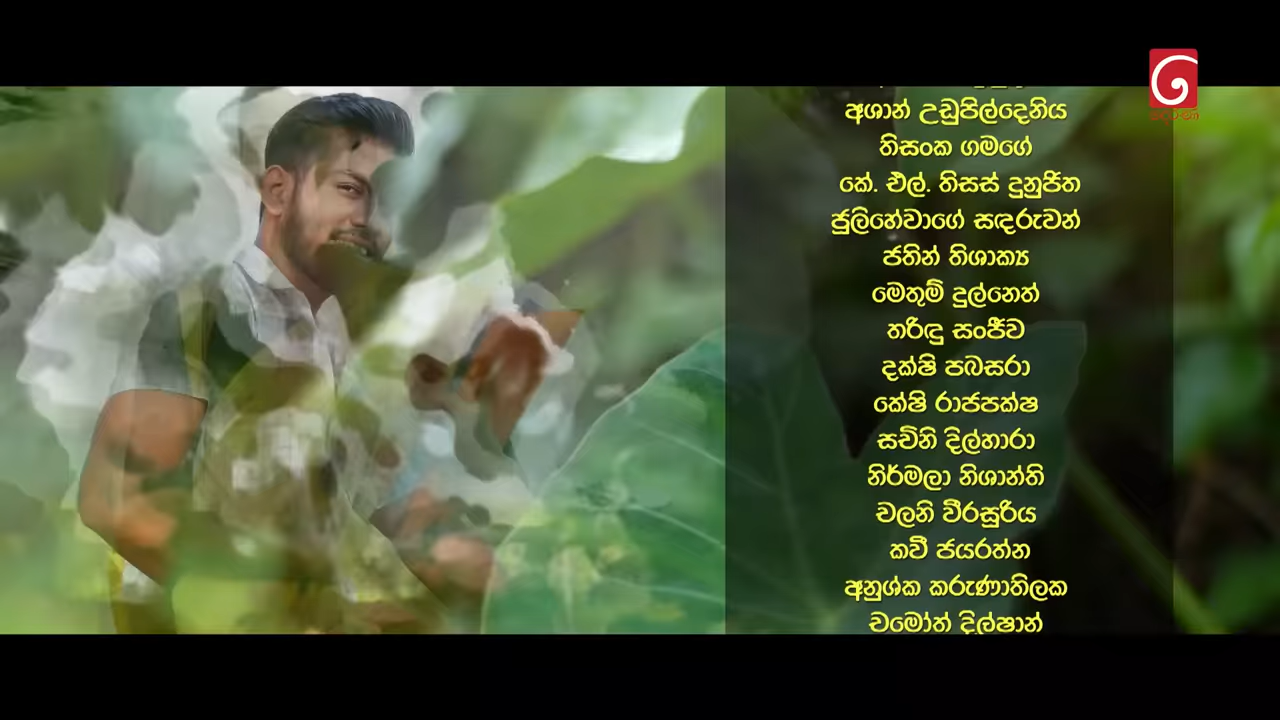 අශාන් උඩුපිල්දෙනිය
තිසංක ගමගේ
කේ. එල්. තිසස් දුනුජිත
ජුලිහේවාගේ සඳරුවන්
ජතින් තිශාක්‍ය
මෙතුම් දුල්නෙත්
තරිඳු සංජීව
දක්ෂි පබසරා
කේෂි රාජපක්ෂ
සචිනි දිල්හාරා
නිර්මලා නිශාන්ති
චලනි වීරසූරිය
කවී ජයරත්න
අනුශ්ක කරුණාතිලක
චමෝත් දිල්ෂාන්